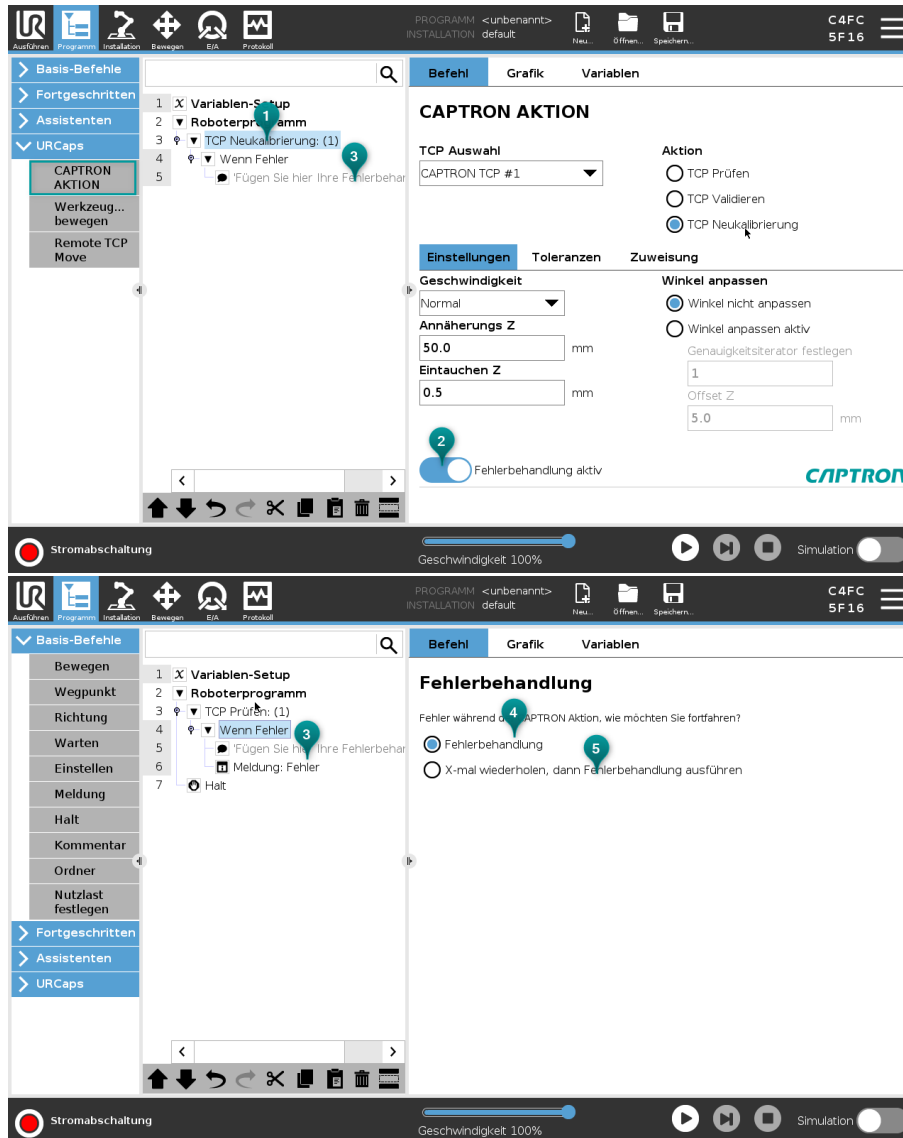 PROGRAMM <unbenannt>
INSTALLATION default
C4FC
5F16
Ausführen Programm Installation Bewegen E/A Protokoll
Neu... Öffnen... Speichern...
Basis-Befehle
Fortgeschritten
Assistenten
URCaps
CAPTRON
AKTION
Werkzeug...
bewegen
Remote TCP
Move
1 X Variablen-Setup
2 Roboterprogramm
1
3 TCP Neukalibrierung: (1)
4 Wenn Fehler
3
5 'Fügen Sie hier Ihre Fehlerbehar
Befehl Grafik Variablen
CAPTRON AKTION
TCP Auswahl
CAPTRON TCP #1
Aktion
TCP Prüfen
TCP Validieren
TCP Neukalibrierung
Einstellungen Toleranzen Zuweisung
Geschwindigkeit
Normal
Annäherungs Z
50.0 mm
Eintauchen Z
0.5 mm
Winkel anpassen
Winkel nicht anpassen
Winkel anpassen aktiv
Genauigkeitsiterator festlegen
1
Offset Z
5.0 mm
2
Fehlerbehandlung aktiv
CAPTRON
Stromabschaltung
Geschwindigkeit 100%
Simulation
PROGRAMM <unbenannt>
INSTALLATION default
C4FC
5F16
Ausführen Programm Installation Bewegen E/A Protokoll
Neu... Öffnen... Speichern...
Basis-Befehle
Bewegen
Wegpunkt
Richtung
Warten
Einstellen
Meldung
Halt
Kommentar
Ordner
Nutzlast
festlegen
Fortgeschritten
Assistenten
URCaps
1 X Variablen-Setup
2 Roboterprogramm
3 TCP Prüfen: (1)
4 Wenn Fehler
3
5 'Fügen Sie hier Ihre Fehlerbehar
6 Meldung: Fehler
7 Halt
Befehl Grafik Variablen
Fehlerbehandlung
Fehler während der CAPTRON Aktion, wie möchten Sie fortfahren?
4
Fehlerbehandlung
5
X-mal wiederholen, dann Fehlerbehandlung ausführen
Stromabschaltung
Geschwindigkeit 100%
Simulation